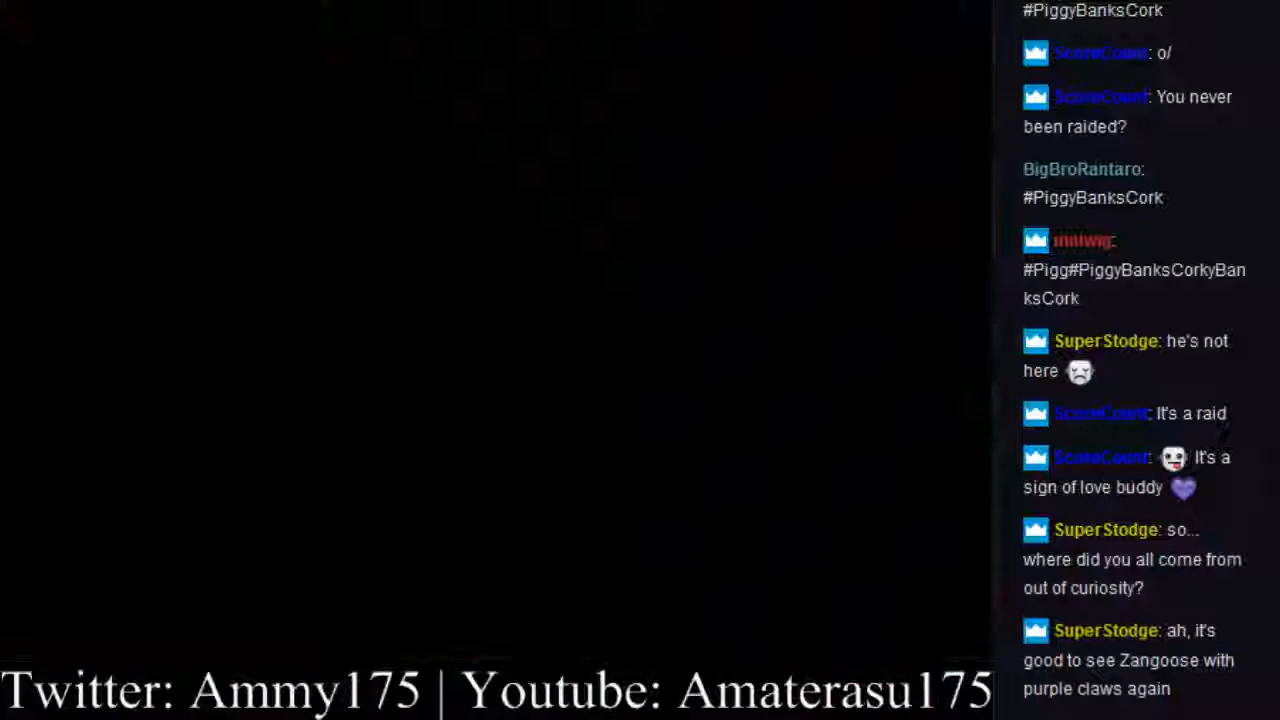 #PiggyBanksCork
ScoreCount: o/
ScoreCount: You never
been raided?
BigBroRantaro:
#PiggyBanksCork
#Pigg#PiggyBanksCorkyBan
ksCork
SuperStodge: he's not
here
ScoreCount: It's a raid
ScoreCount: It's a
sign of love buddy
SuperStodge: so...
where did you all come from
out of curiosity?
SuperStodge: ah, it's
good to see Zangoose with
purple claws again
Twitter: Ammy175 | Youtube: Amaterasu175